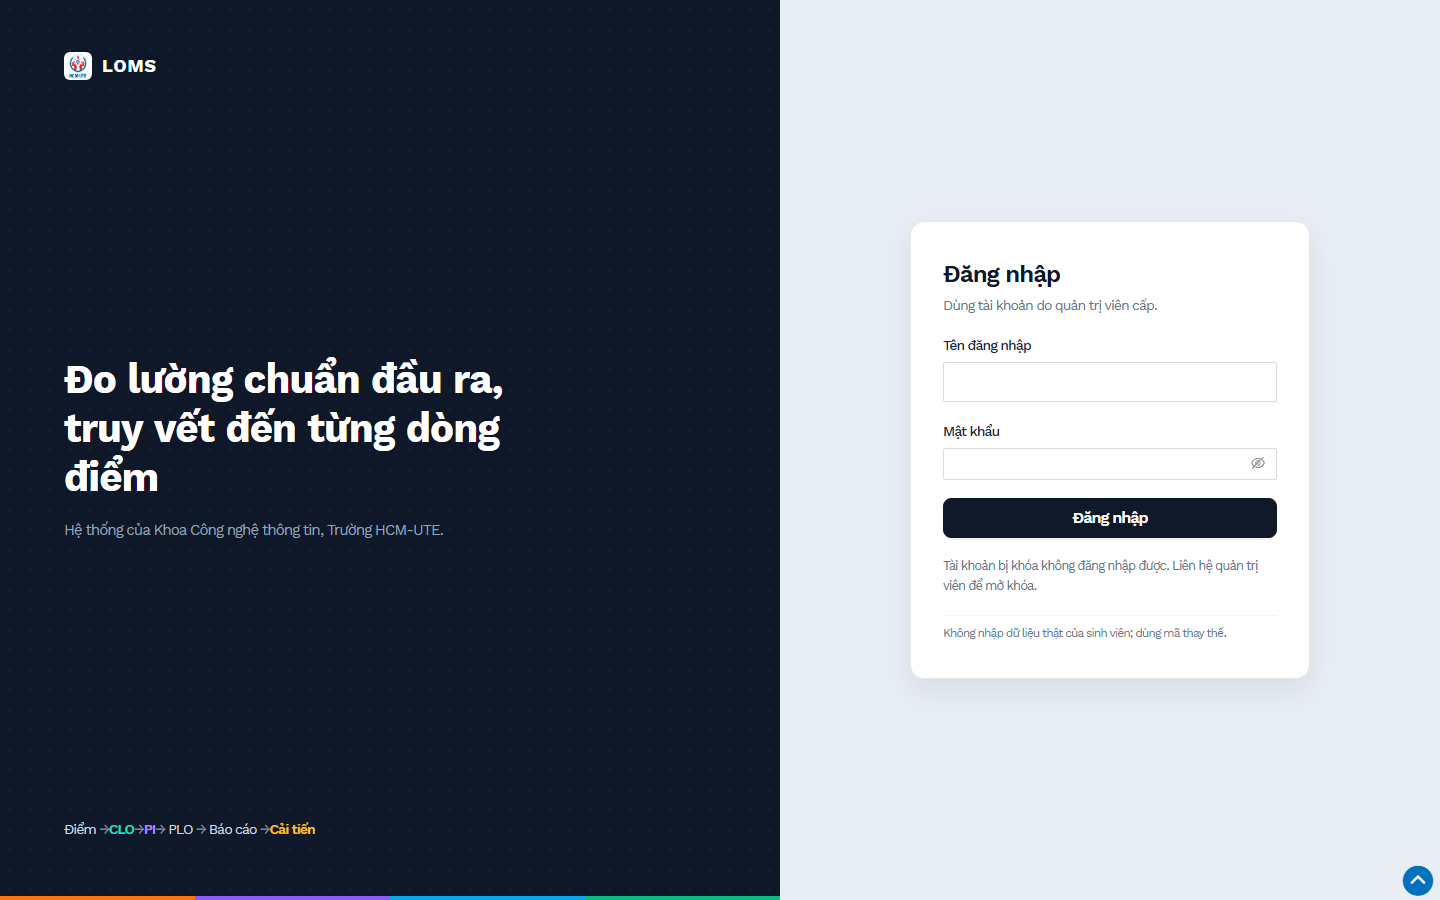 HCM-UTE
LOMS
Đo lường chuẩn đầu ra,
truy vết đến từng dòng
điểm
Hệ thống của Khoa Công nghệ thông tin, Trường HCM-UTE.
Điểm →CLO→PI→ PLO → Báo cáo →Cải tiến
Đăng nhập
Dùng tài khoản do quản trị viên cấp.
Tên đăng nhập
Mật khẩu
Đăng nhập
Tài khoản bị khóa không đăng nhập được. Liên hệ quản trị
viên để mở khóa.
Không nhập dữ liệu thật của sinh viên; dùng mã thay thế.